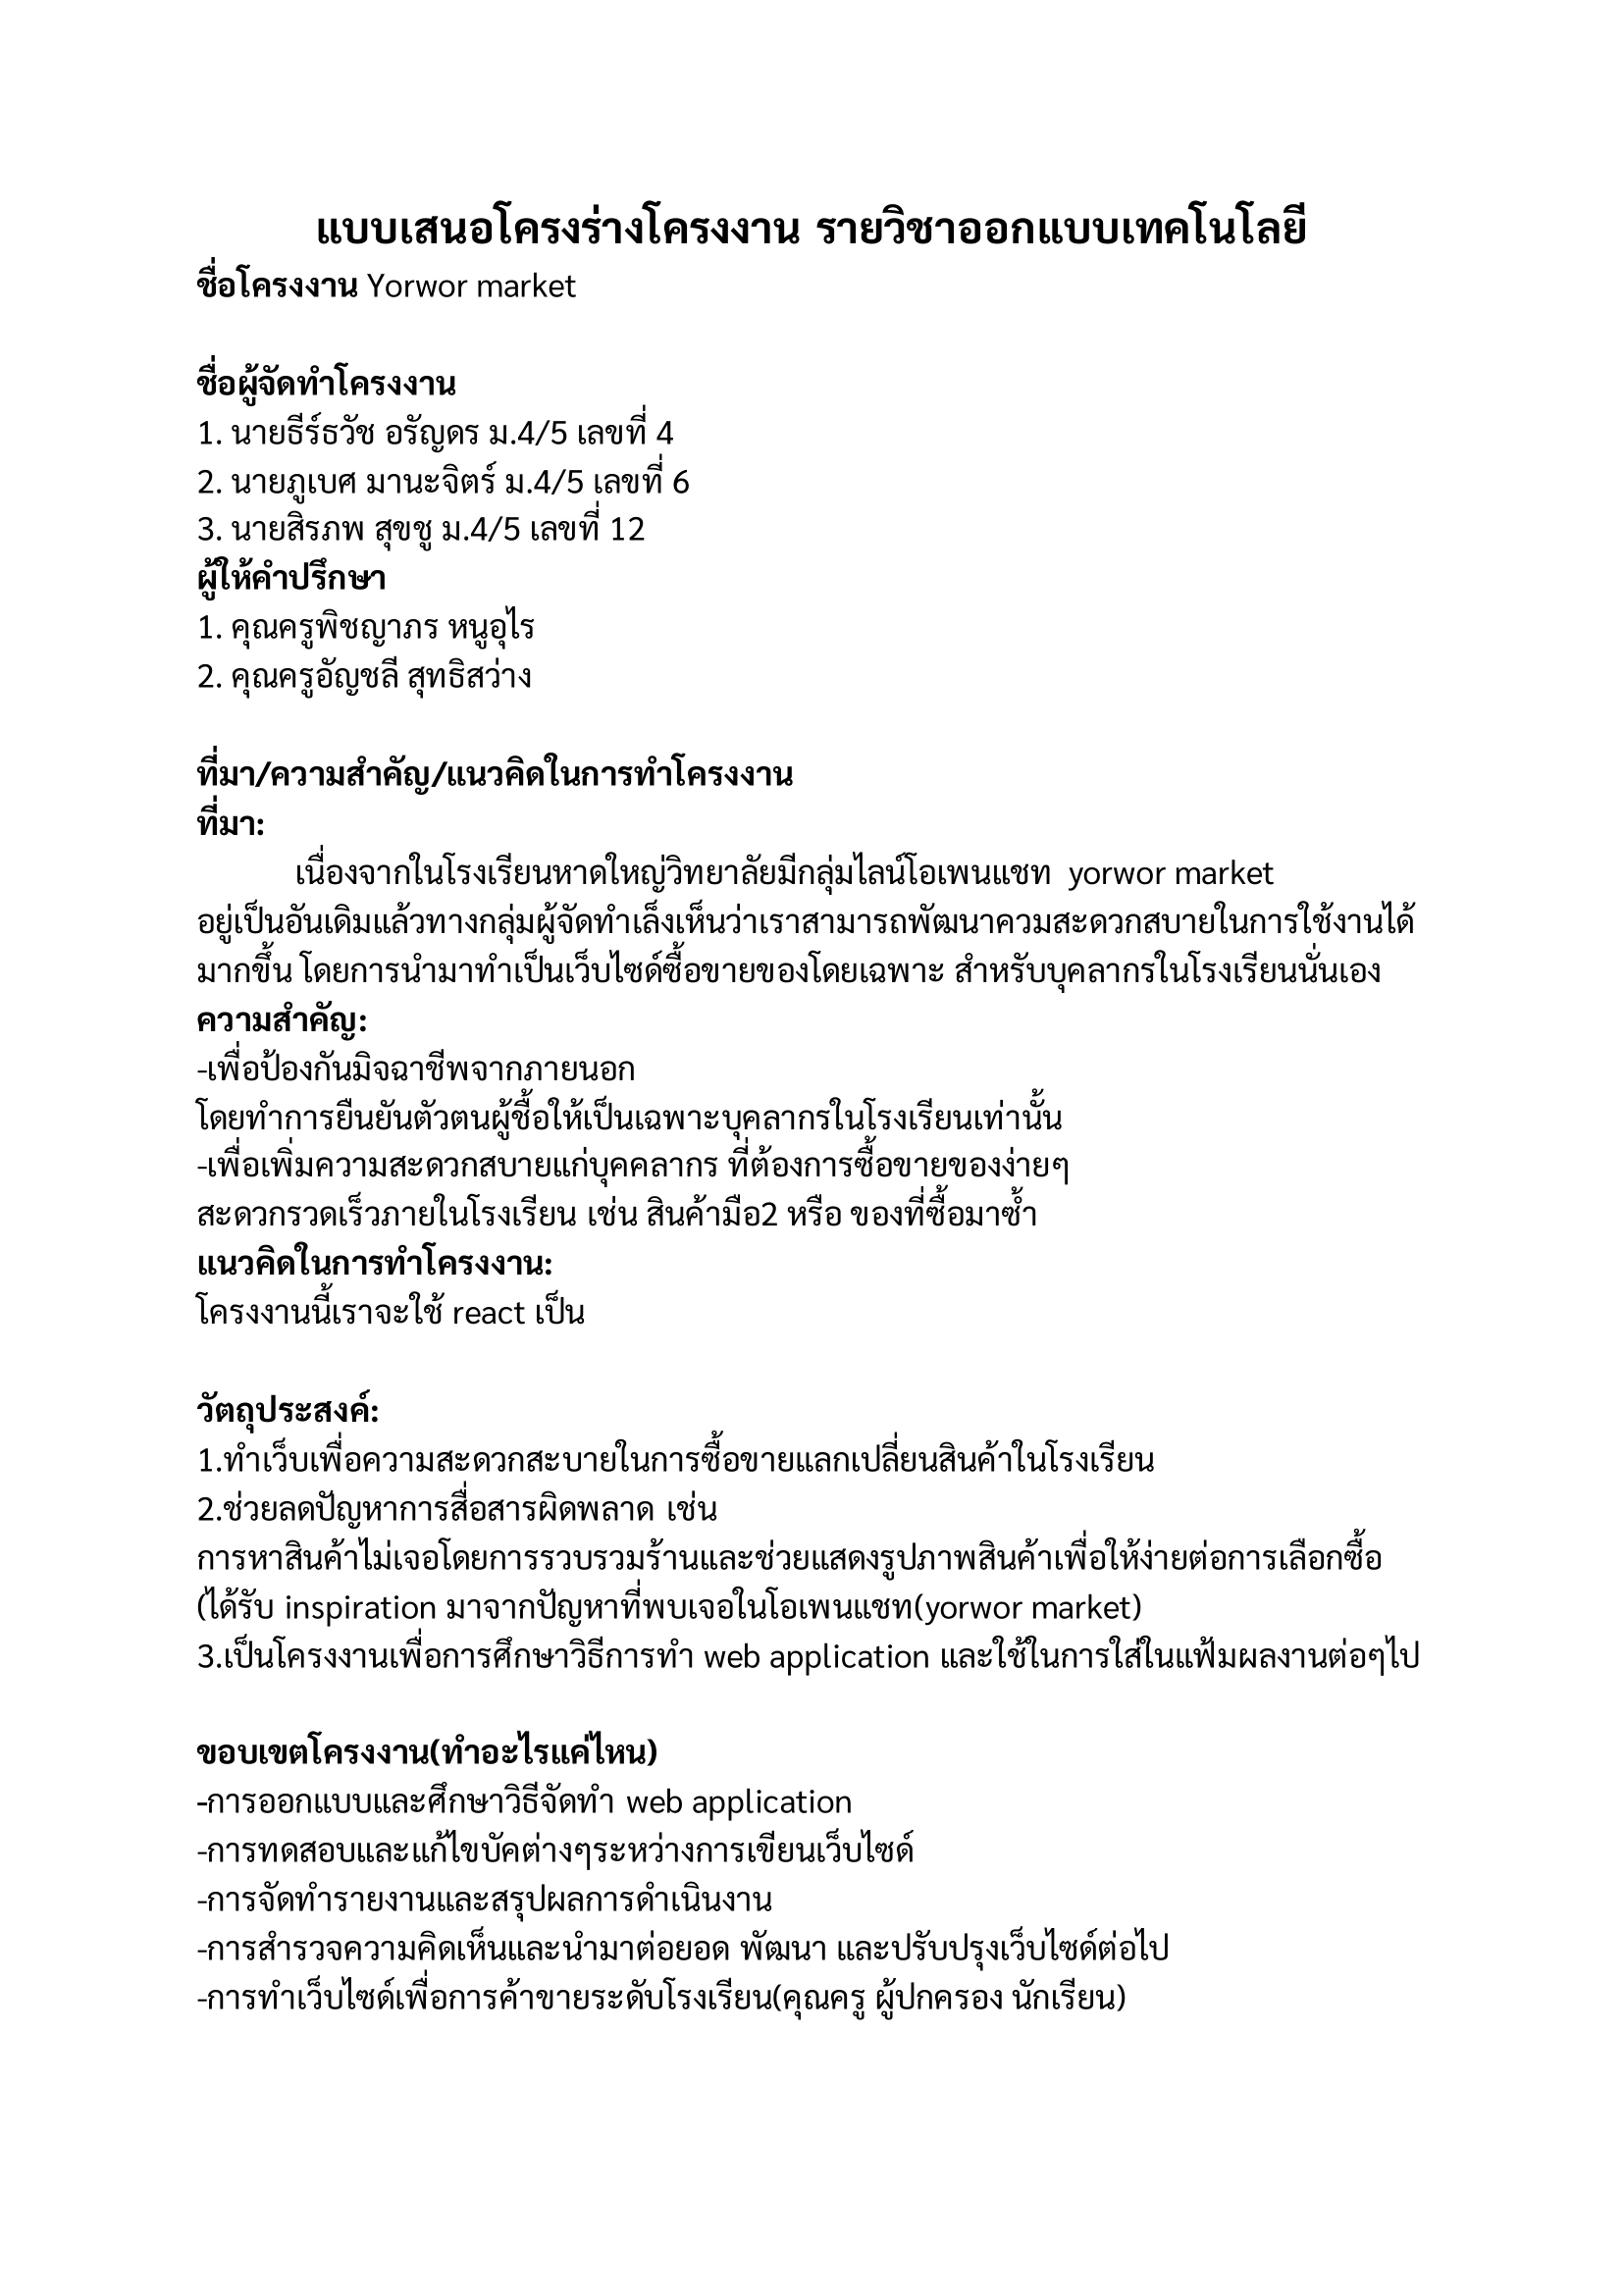 แบบเสนอโครงร่างโครงงาน รายวิชาออกแบบเทคโนโลยี
ชื่อโครงงาน Yorwor market
ชื่อผู้จัดทำโครงงาน
1. นายธีร์ธวัช อรัญดร ม.4/5 เลขที่ 4
2. นายภูเบศ มานะจิตร์ ม.4/5 เลขที่ 6
3. นายสิรภพ สุขชู ม.4/5 เลขที่ 12
ผู้ให้คำปรึกษา
1. คุณครูพิชญาภร หนูอุไร
2. คุณครูอัญชลี สุทธิสว่าง
ที่มา/ความสำคัญ/แนวคิดในการทำโครงงาน
ที่มา:
เนื่องจากในโรงเรียนหาดใหญ่วิทยาลัยมีกลุ่มไลน์โอเพนแชท yorwor market
อยู่เป็นอันเดิมแล้วทางกลุ่มผู้จัดทำเล็งเห็นว่าเราสามารถพัฒนาควมสะดวกสบายในการใช้งานได้
มากขึ้น โดยการนำมาทำเป็นเว็บไซด์ซื้อขายของโดยเฉพาะ สำหรับบุคลากรในโรงเรียนนั่นเอง
ความสำคัญ:
-เพื่อป้องกันมิจฉาชีพจากภายนอก
โดยทำการยืนยันตัวตนผู้ชื้อให้เป็นเฉพาะบุคลากรในโรงเรียนเท่านั้น
-เพื่อเพิ่มความสะดวกสบายแก่บุคคลากร ที่ต้องการซื้อขายของง่ายๆ
สะดวกรวดเร็วภายในโรงเรียน เช่น สินค้ามือ2 หรือ ของที่ซื้อมาซ้ำ
แนวคิดในการทำโครงงาน:
โครงงานนี้เราจะใช้ react เป็น
วัตถุประสงค์:
1.ทำเว็บเพื่อความสะดวกสะบายในการซื้อขายแลกเปลี่ยนสินค้าในโรงเรียน
2.ช่วยลดปัญหาการสื่อสารผิดพลาด เช่น
การหาสินค้าไม่เจอโดยการรวบรวมร้านและช่วยแสดงรูปภาพสินค้าเพื่อให้ง่ายต่อการเลือกซื้อ
(ได้รับ inspiration มาจากปัญหาที่พบเจอในโอเพนแชท(yorwor market)
3.เป็นโครงงานเพื่อการศึกษาวิธีการทำ web application และใช้ในการใส่ในแฟ้มผลงานต่อๆไป
ขอบเขตโครงงาน(ทำอะไรแค่ไหน)
-การออกแบบและศึกษาวิธีจัดทำ web application
-การทดสอบและแก้ไขบัคต่างๆระหว่างการเขียนเว็บไซด์
-การจัดทำรายงานและสรุปผลการดำเนินงาน
-การสำรวจความคิดเห็นและนำมาต่อยอด พัฒนา และปรับปรุงเว็บไซด์ต่อไป
-การทำเว็บไซด์เพื่อการค้าขายระดับโรงเรียน(คุณครู ผู้ปกครอง นักเรียน)